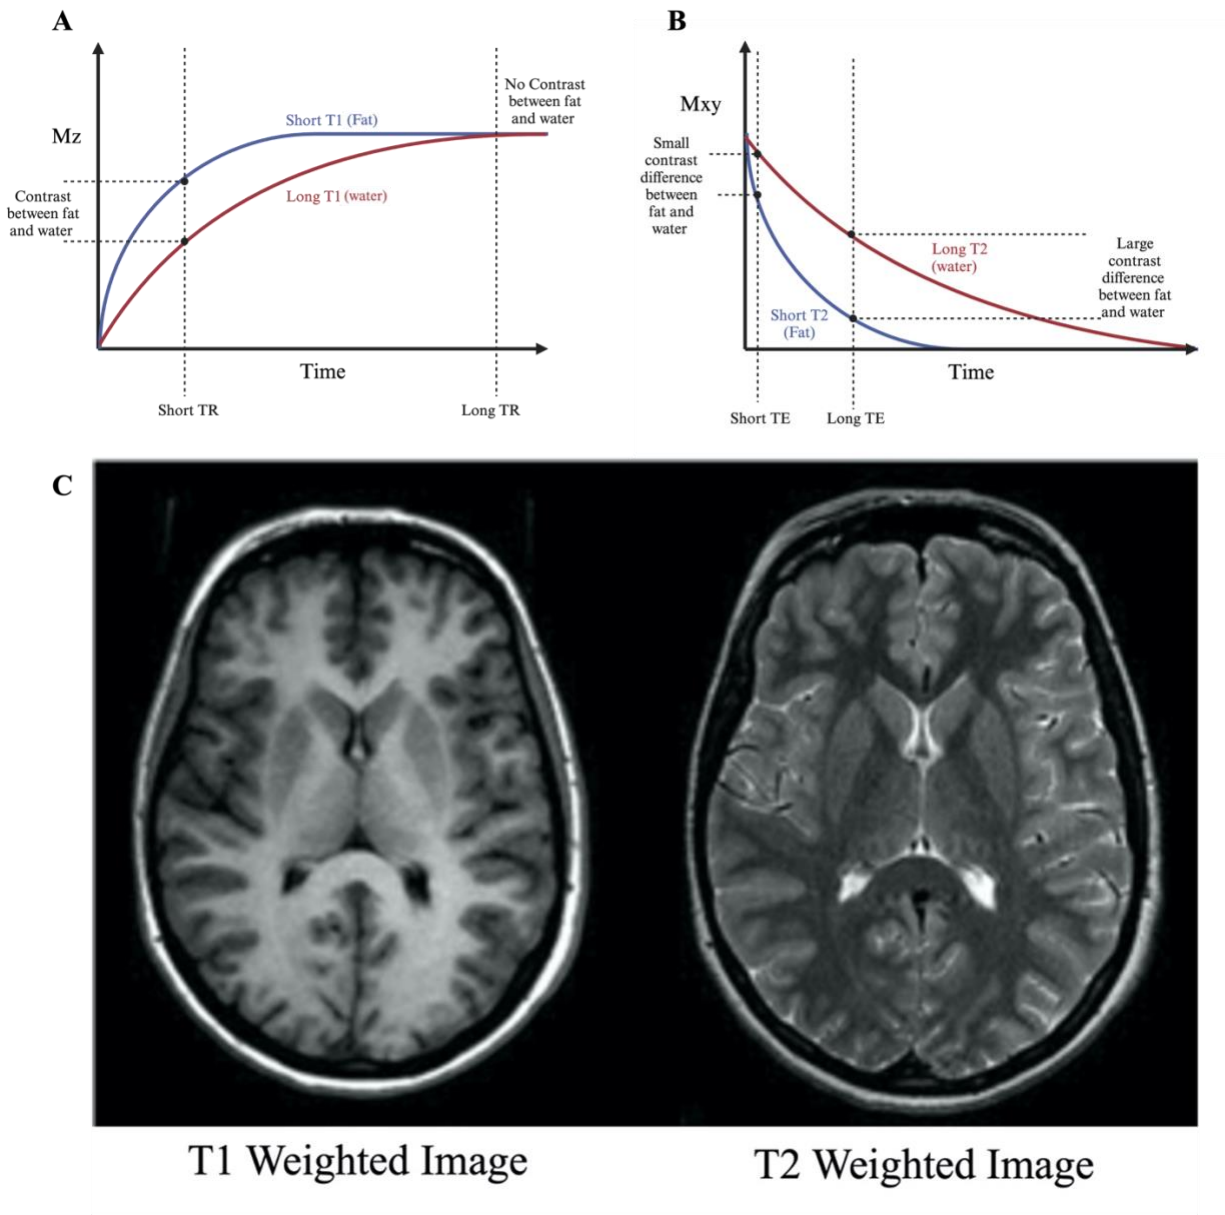 A
Mz
Short T1 (Fat)
Long T1 (water)
No Contrast
between fat
and water
Contrast
between fat
and water
Time
Short TR
Long TR
B
Mxy
Small
contrast
difference
between
fat and
water
Long T2
(water)
Short T2
(Fat)
Large
contrast
difference
between fat
and water
Time
Short TE
Long TE
C
T1 Weighted Image
T2 Weighted Image